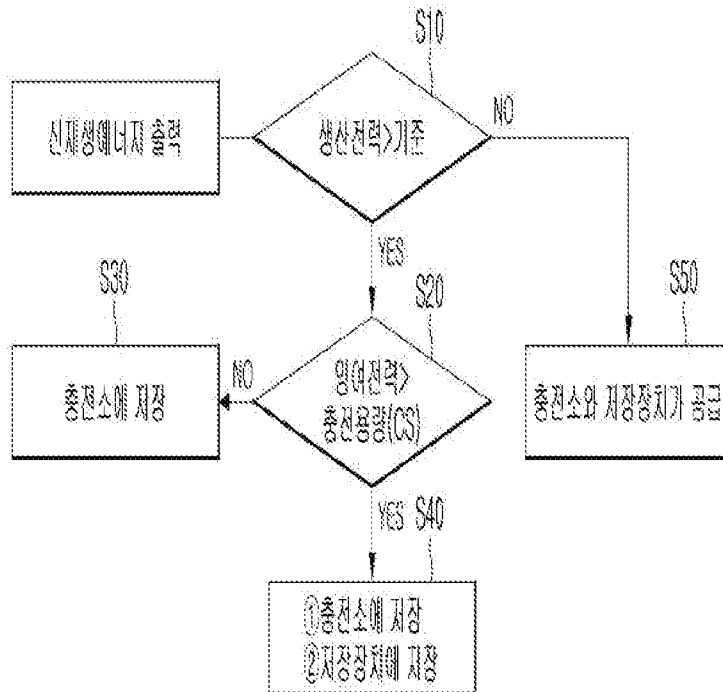 S10
신재생에너지 출력
생산전력>기준
NO
YES
S30
S20
S50
충전소에 저장
NO
잉여전력>
충전용량(CS)
충전소와 저장장치가 공급
YES
S40
①충전소에 저장
②저장장치에 저장